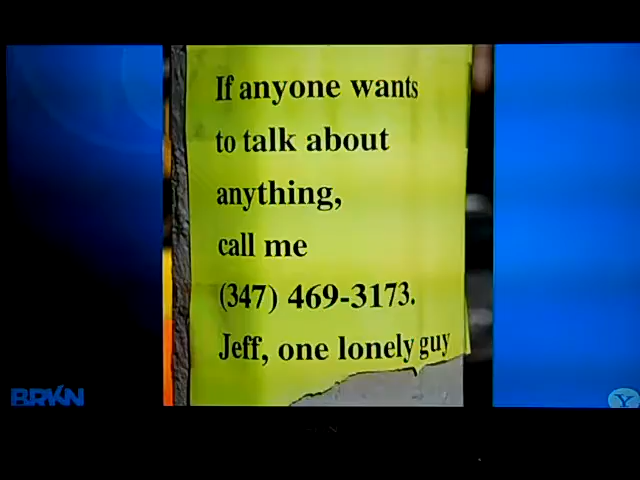 If anyone wants
to talk about
anything,
call me
(347) 469-3173.
Jeff, one lonely guy
BRKN
Y